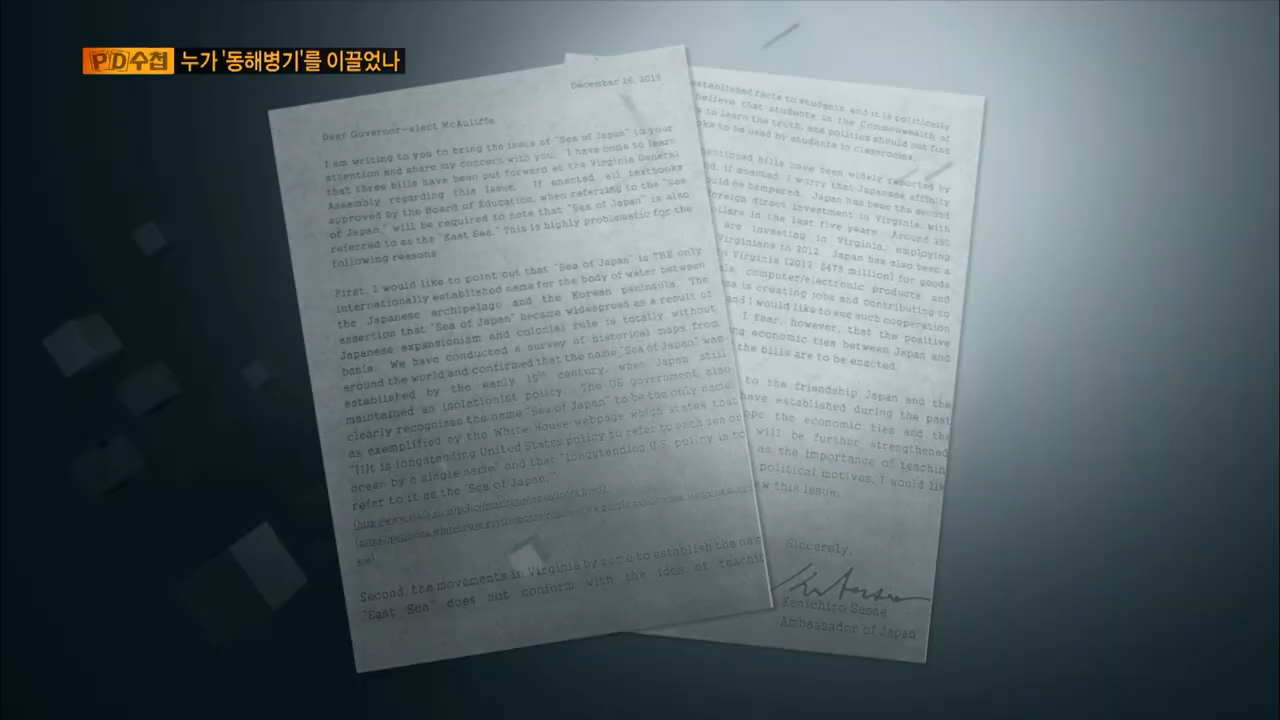 PD수첩 누가 '동해병기'를 이끌었나
December 26, 2013
Dear Governor-elect McAuliffe
I am writing to you to bring the issue of "Sea of Japan" to your
attention and share my concern with you. I have come to learn
that three bills have been put forward at the Virginia General
Assembly regarding this issue. If enacted, all textbooks
approved by the Board of Education, when referring to the "Sea
of Japan," will be required to note that "Sea of Japan" is also
referred to as the "East Sea." This is highly problematic for the
following reasons
First, I would like to point out that "Sea of Japan" is THE only
internationally established name for the body of water between
the Japanese archipelago and the Korean peninsula. The
assertion that "Sea of Japan" became widespread as a result of
Japanese expansionism and colonial rule is totally without
basis. We have conducted a survey of historical maps from
around the world and confirmed that the name "Sea of Japan" was
established by the early 19th century, when Japan still
maintained an isolationist policy. The US government also
clearly recognizes the name "Sea of Japan" to be the only name,
as exemplified by the White House webpage which states that
"[I]t is longstanding United States policy to refer to each sea or
ocean by a single name" and that "longstanding U.S. policy is to
refer to it as the "Sea of Japan."
Second, the movements in Virginia by some to establish the
"East Sea" does not conform with the idea of
established facts to students, and it is politically
believe that students in the Commonwealth of
to learn the truth, and politics should not
to be used by students in classrooms.
bills have been widely reported by
if enacted, I worry that Japanese affinity
be hampered. Japan has been the second
foreign direct investment in Virginia, with
in the last five years. Around 250
are investing in Virginia, employing
Virginians in 2012. Japan has also been a
Virginia (2012: $479 million) for goods
computer/electronic products, and
is creating jobs and contributing to
and I would like to see such cooperation
I fear, however, that the positive
economic ties between Japan and
the bills are to be enacted.
to the friendship Japan and the
have established during the past
the economic ties and the
will be further strengthened
as the importance of
political motives, I would
this issue.
Sincerely,
Kenichiro Sasae
Ambassador of Japan